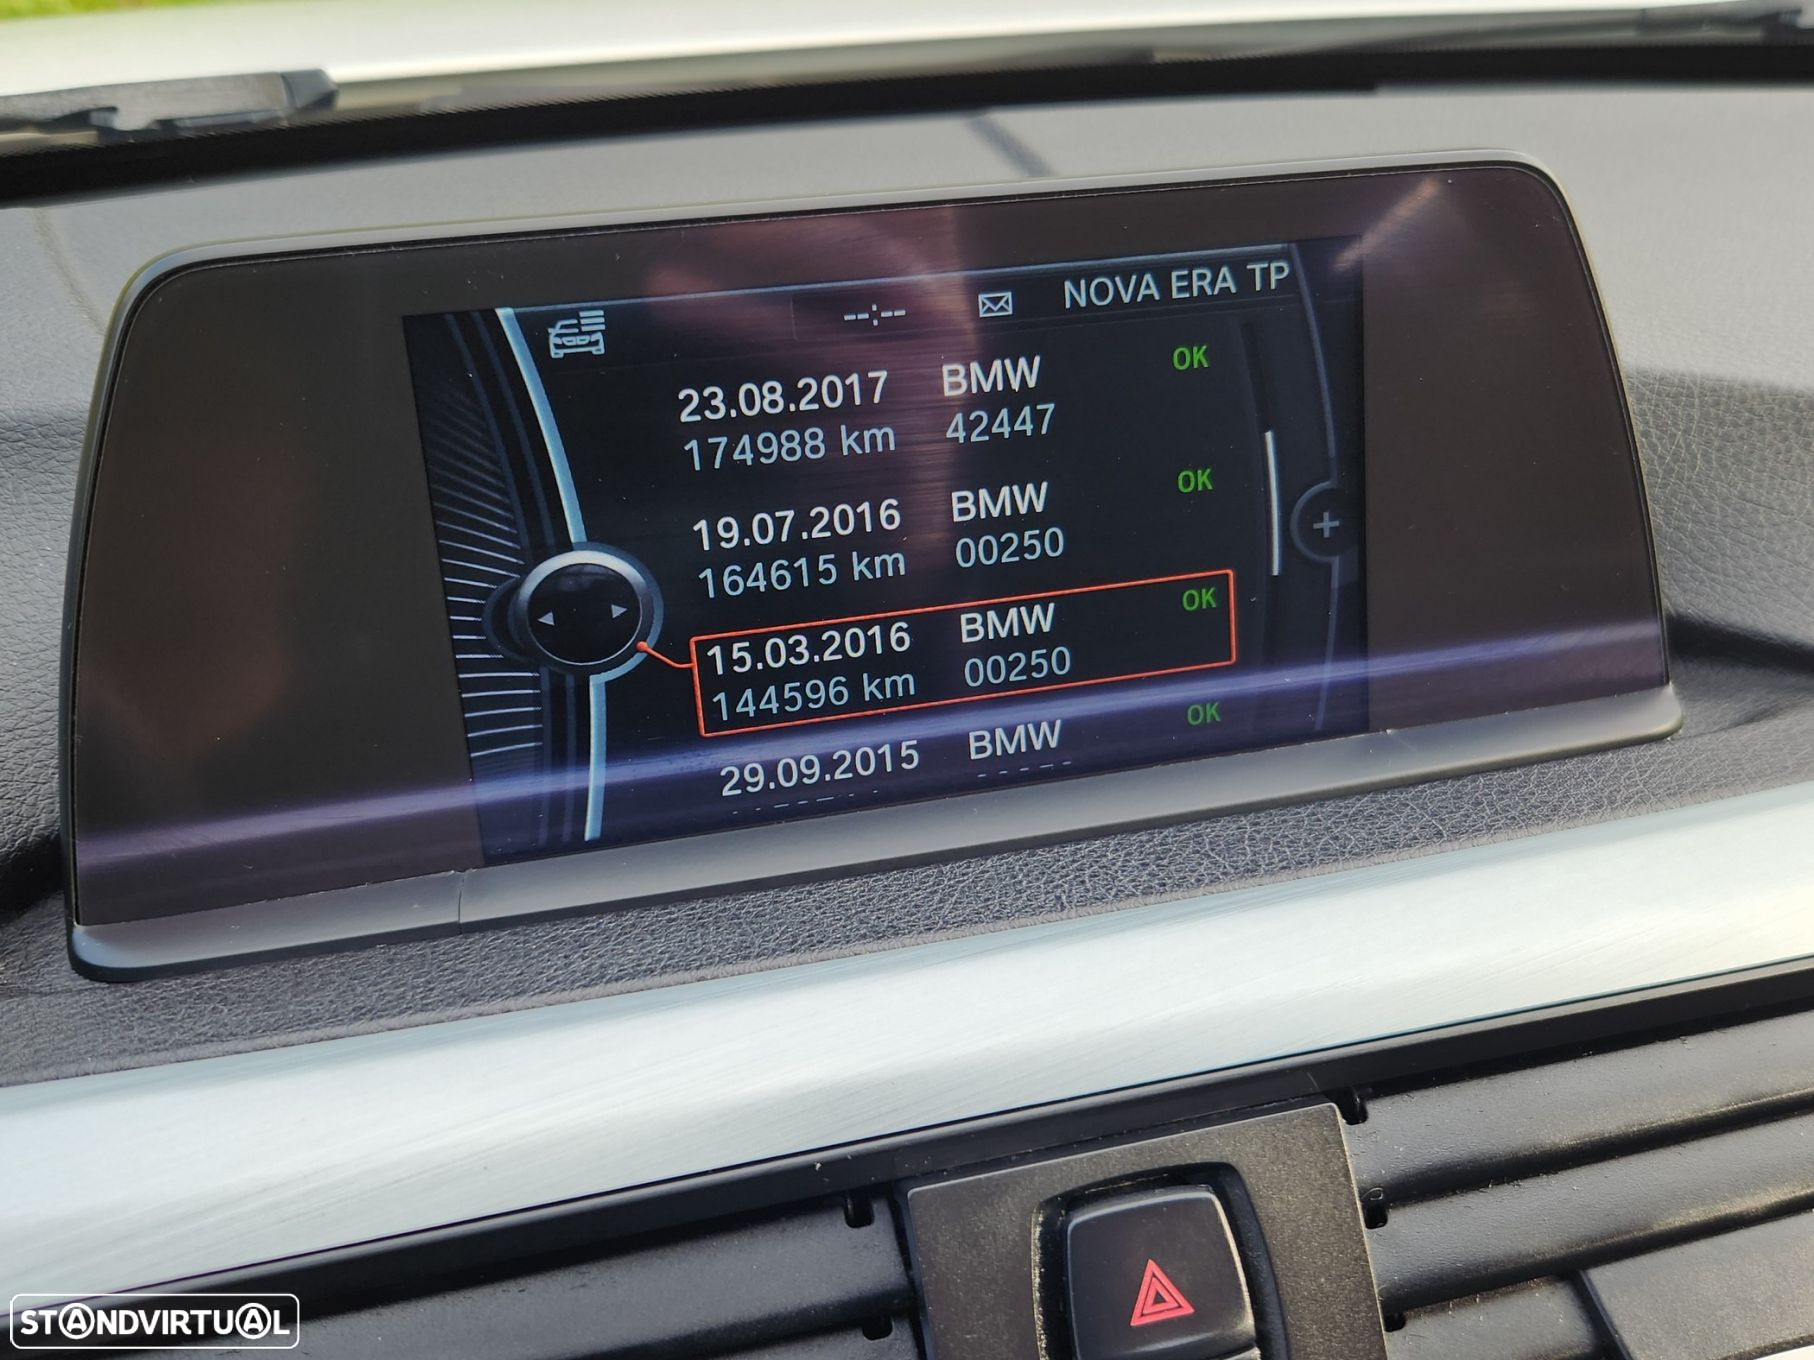 --:-- NOVA ERA TP
23.08.2017 BMW OK
174988 km 42447
19.07.2016 BMW OK
164615 km 00250
15.03.2016 BMW OK
144596 km 00250
29.09.2015 BMW OK
+
STANDVIRTUAL